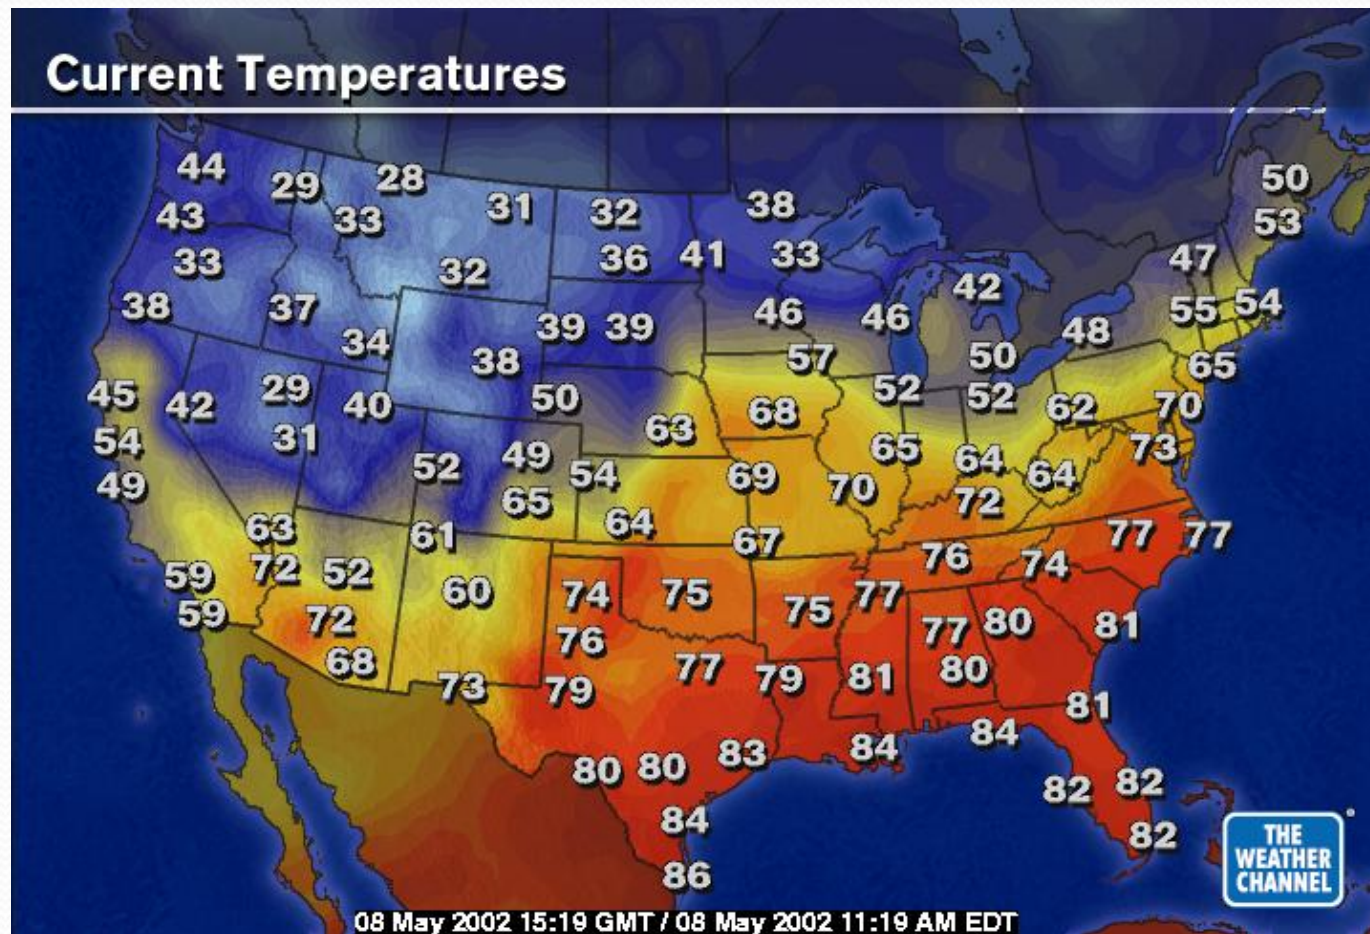 Current Temperatures
44 29 28 50
43 33 31 32 38 53
33 32 36 41 33 47
38 37 42 55 54
34 39 39 46 46 48
38 57 50 65
45 42 29 40 50 52 52 62 70
54 31 63 68 65 73
49 52 49 54 69 70 64 64
63 61 65 64 67 72 77 77
59 72 52 60 74 75 77 76 74
59 72 76 75 77 80 81
68 73 79 77 79 81 80
81
80 80 83 84 84
84 82 82
86 82
THE
WEATHER
CHANNEL
08 May 2002 15:19 GMT / 08 May 2002 11:19 AM EDT